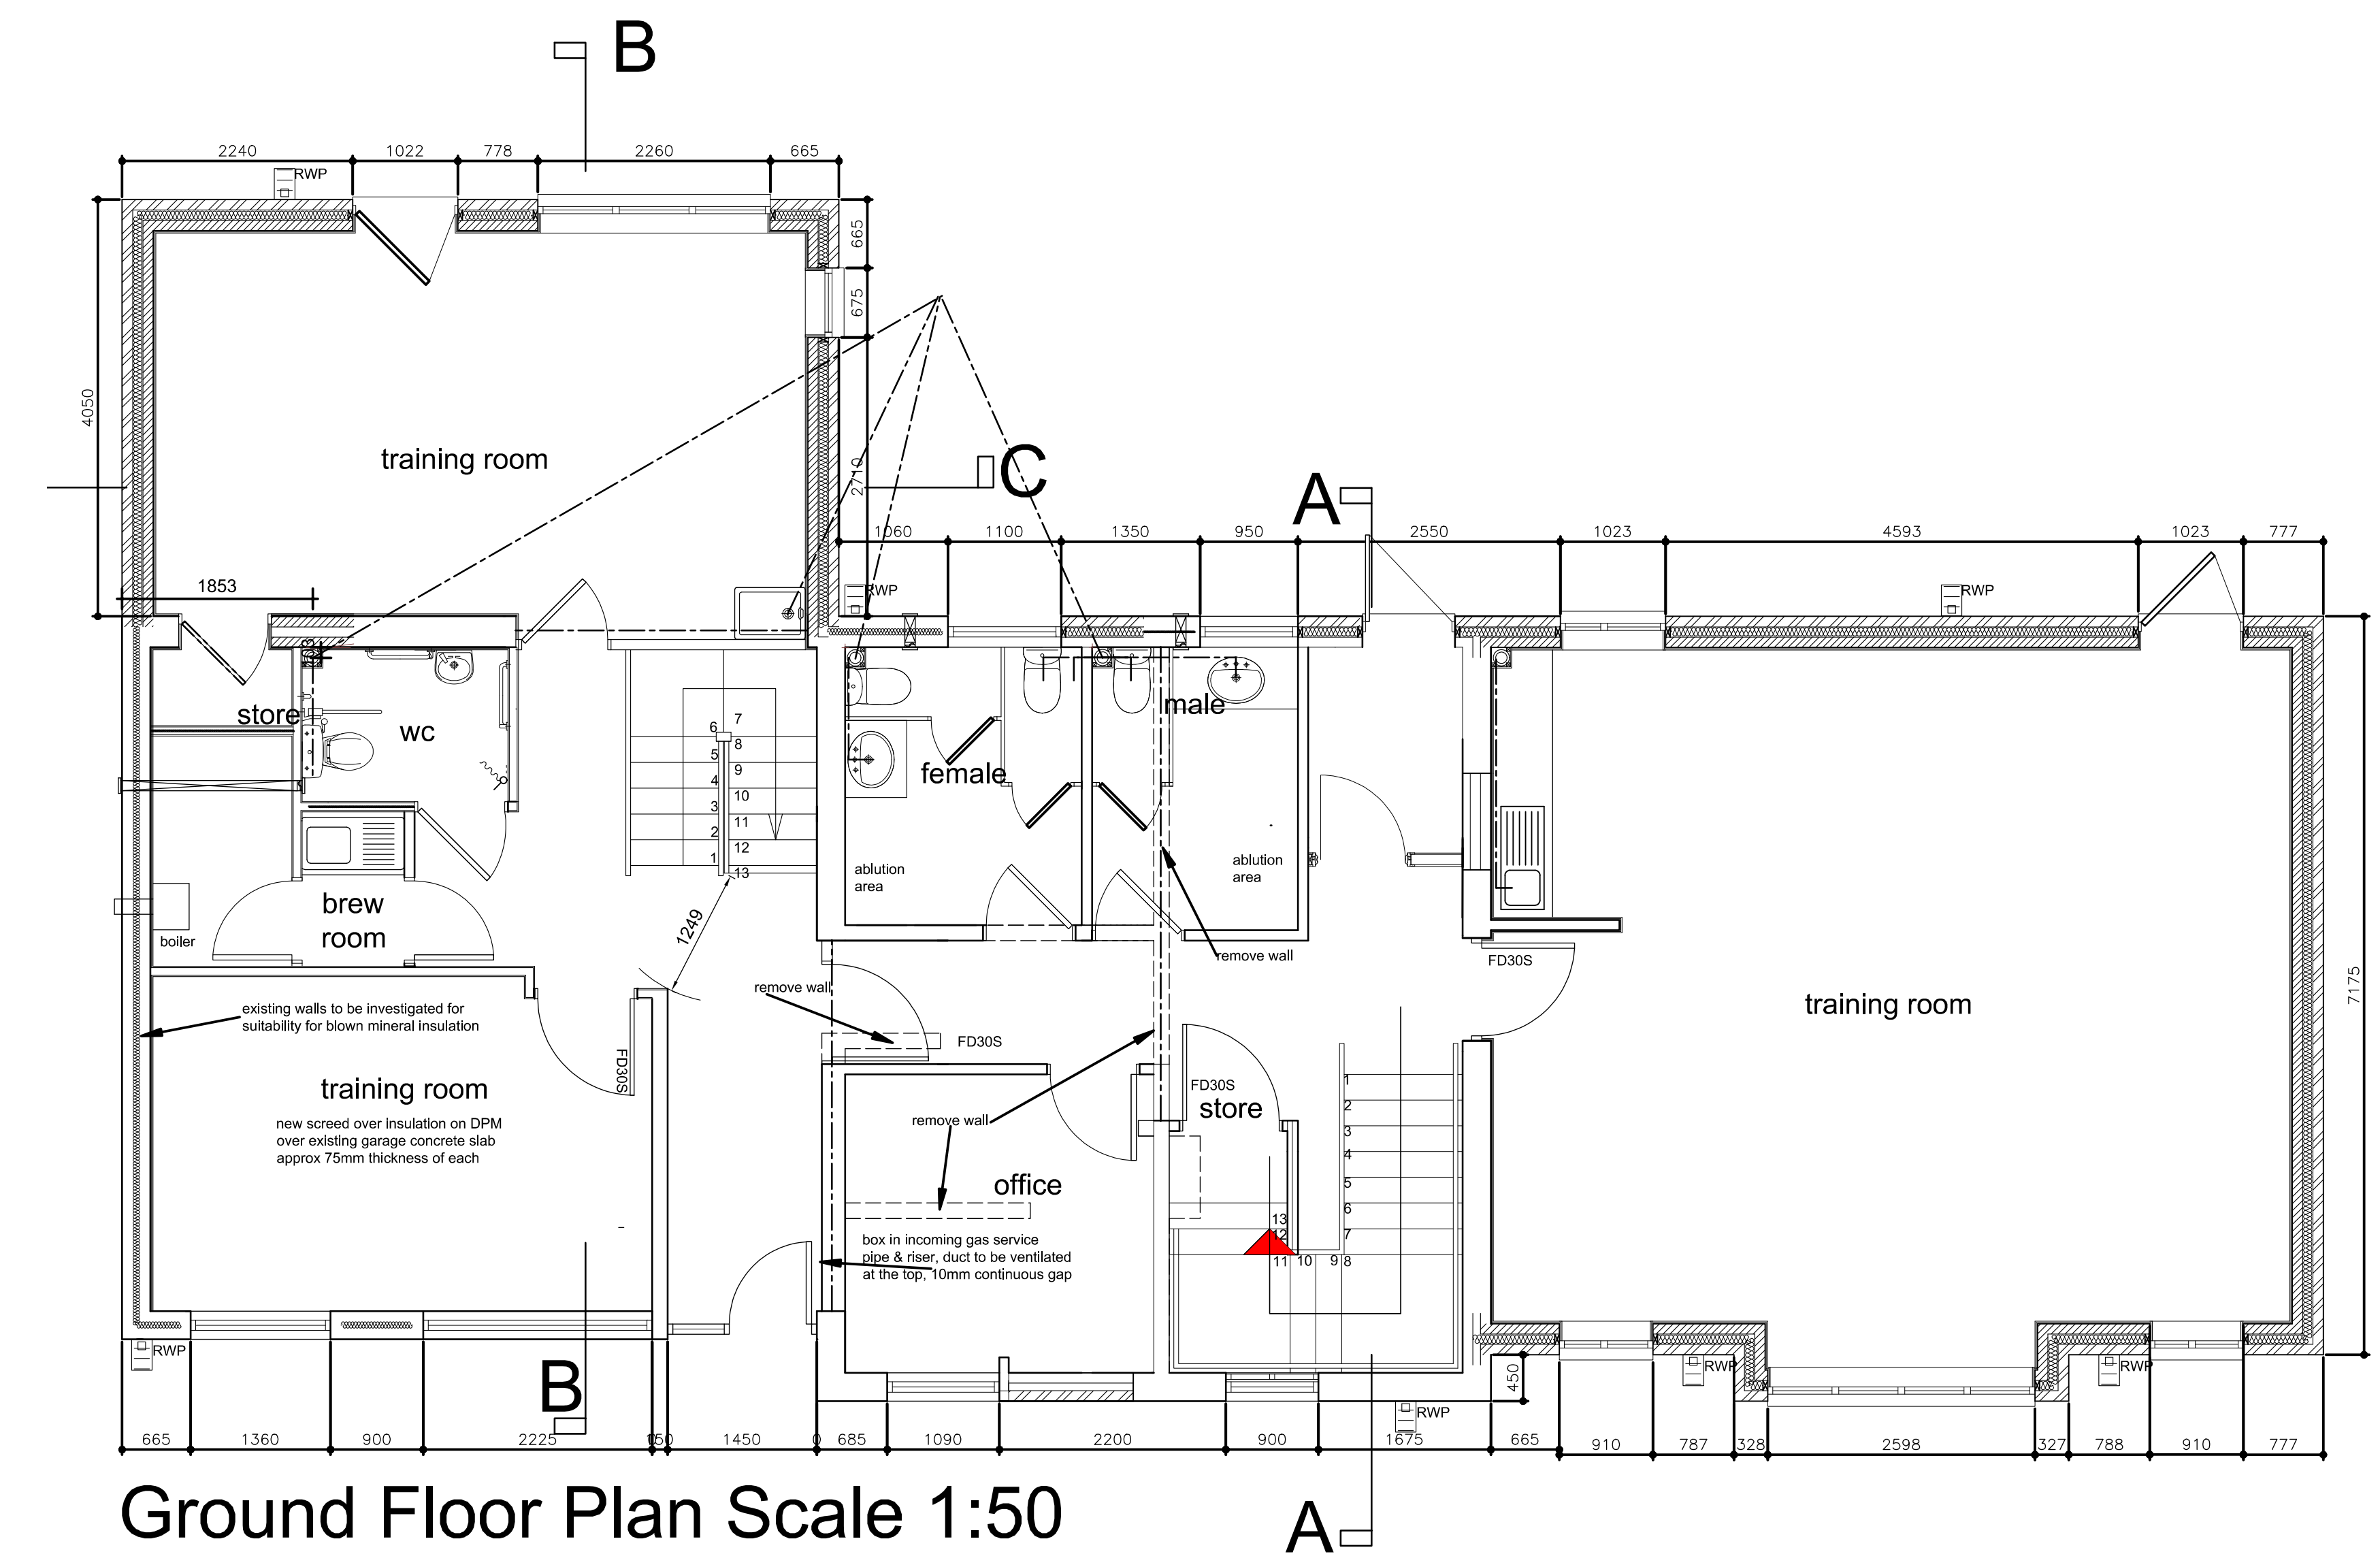 B
2240 1022 778 2260 665
RWP
665
675
4050
2710
training room
C
A
1060 1100 1350 950 2550 1023 4593 1023 777
1853
RWP
RWP
103
store
wc
female
male
6 7
5 8
4 9
3 10
2 11
1 12
13
1249
ablution
area
ablution
area
brew
room
boiler
remove wall
FD30S
7175
existing walls to be investigated for
suitability for blown mineral insulation
remove wall
FD30S
FD30S
training room
training room
new screed over insulation on DPM
over existing garage concrete slab
approx 75mm thickness of each
remove wall
FD30S
store
office
1
2
3
4
5
6
7
8
9
10
11
12
13
box in incoming gas service
pipe & riser, duct to be ventilated
at the top, 10mm continuous gap
RWP
RWP
RWP
RWP
450
B
665 1360 900 2225 150 1450 0 685 1090 2200 900 1675 665 910 787 328 2598 327 788 910 777
Ground Floor Plan Scale 1:50
A